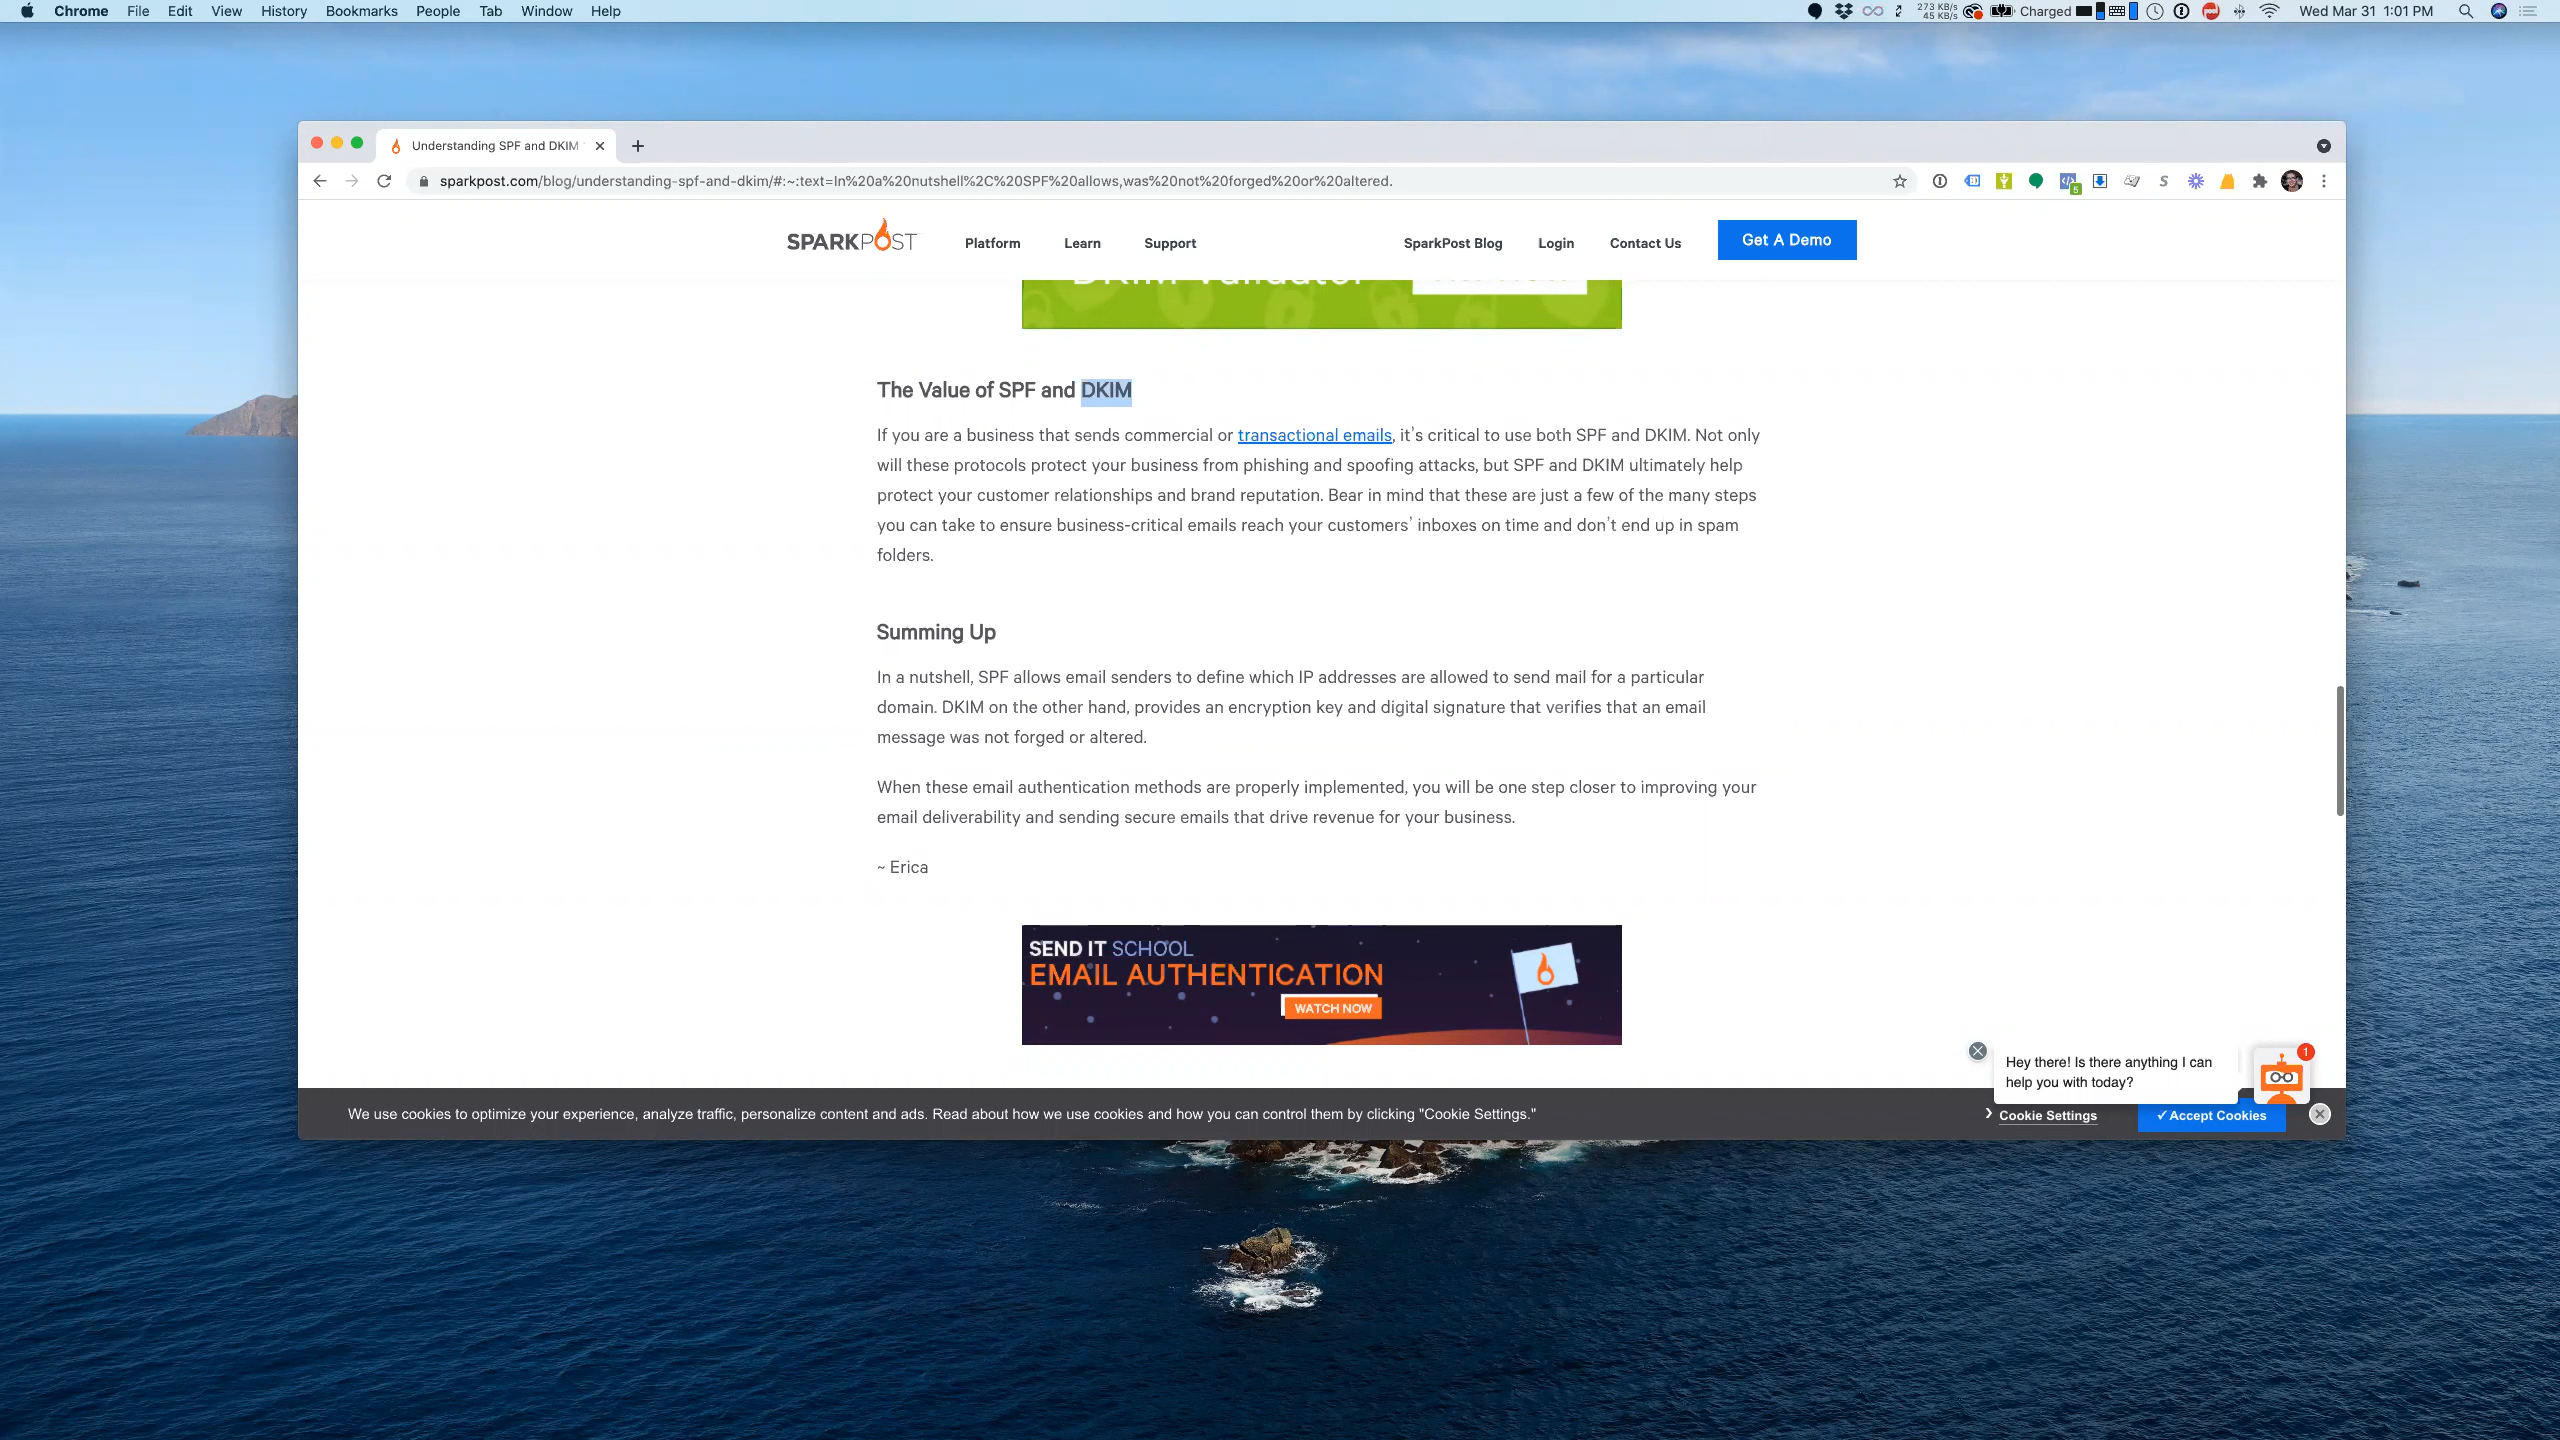 Chrome File Edit View History Bookmarks People Tab Window Help
273 KB/s
45 KB/s
Charged
Wed Mar 31 1:01 PM
Understanding SPF and DKIM
sparkpost.com/blog/understanding-spf-and-dkim/#:~:text=In%20a%20nutshell%2C%20SPF%20allows,was%20not%20forged%20or%20altered.
5
SPARKPOST
Platform Learn Support SparkPost Blog Login Contact Us Get A Demo
DKIM Validator
The Value of SPF and DKIM
If you are a business that sends commercial or transactional emails, it’s critical to use both SPF and DKIM. Not only
will these protocols protect your business from phishing and spoofing attacks, but SPF and DKIM ultimately help
protect your customer relationships and brand reputation. Bear in mind that these are just a few of the many steps
you can take to ensure business-critical emails reach your customers’ inboxes on time and don’t end up in spam
folders.
Summing Up
In a nutshell, SPF allows email senders to define which IP addresses are allowed to send mail for a particular
domain. DKIM on the other hand, provides an encryption key and digital signature that verifies that an email
message was not forged or altered.
When these email authentication methods are properly implemented, you will be one step closer to improving your
email deliverability and sending secure emails that drive revenue for your business.
~ Erica
SEND IT SCHOOL
EMAIL AUTHENTICATION
WATCH NOW
1
Hey there! Is there anything I can
help you with today?
We use cookies to optimize your experience, analyze traffic, personalize content and ads. Read about how we use cookies and how you can control them by clicking "Cookie Settings."
Cookie Settings
✓Accept Cookies